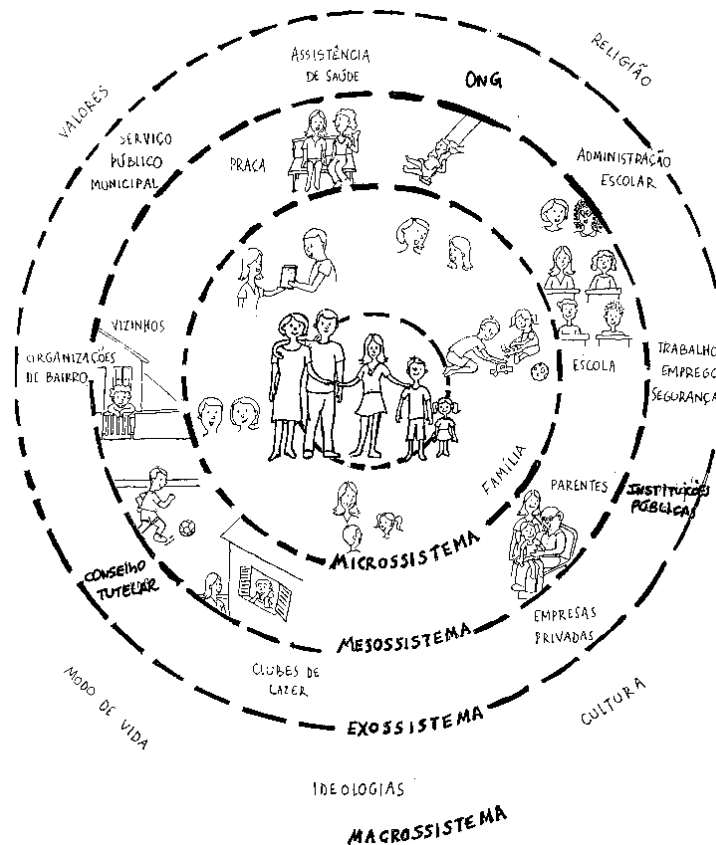 RELIGIÃO
ASSISTÊNCIA
DE SAÚDE
ONG
VALORES
SERVIÇO
PÚBLICO
MUNICIPAL
PRAÇA
ADMINISTRAÇÃO
ESCOLAR
VIZINHOS
ORGANIZAÇÕES
DE BAIRRO
ESCOLA
TRABALHO
EMPREGO
SEGURANÇA
FAMÍLIA
PARENTES
INSTITUIÇÕES
PÚBLICAS
MICROSSISTEMA
CONSELHO
TUTELAR
EMPRESAS
PRIVADAS
MESOSSISTEMA
CLUBES DE
LAZER
MODO DE VIDA
CULTURA
EXOSSISTEMA
IDEOLOGIAS
MACROSSISTEMA